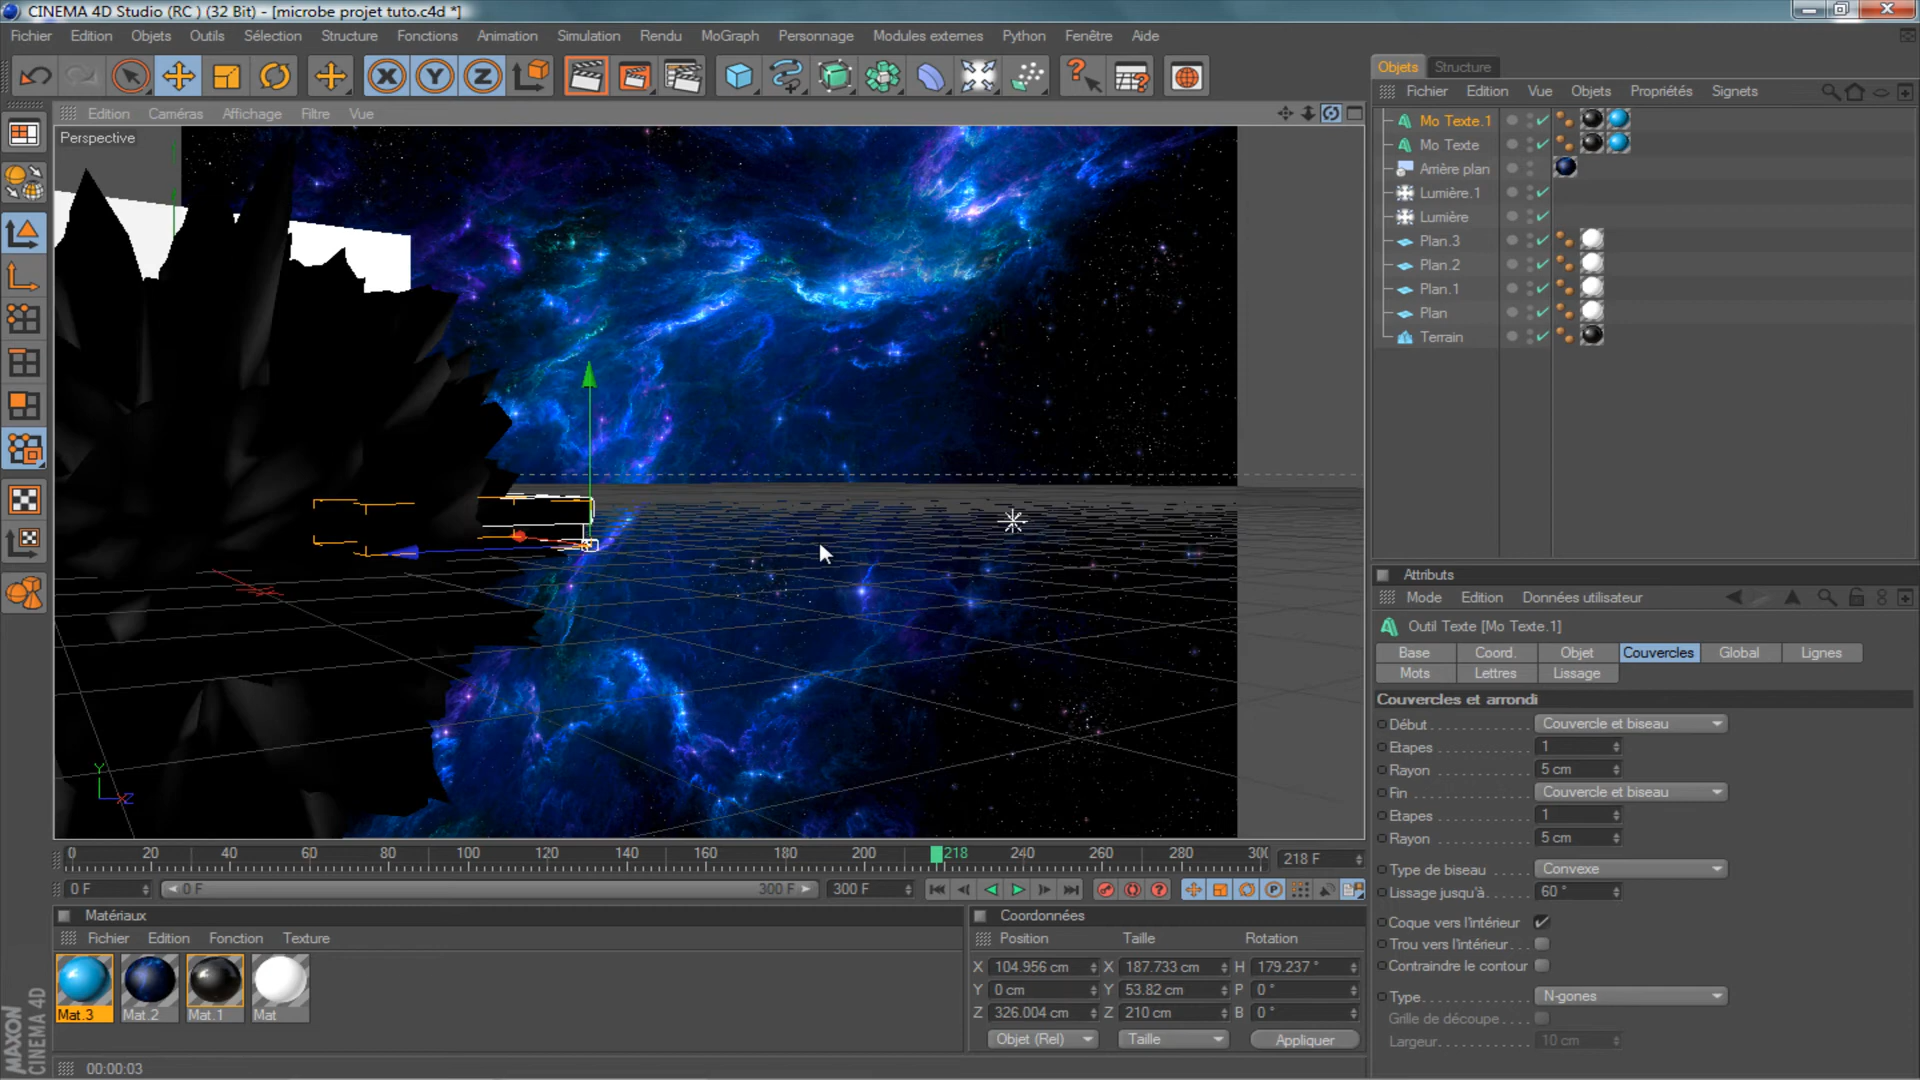 CINEMA 4D Studio (RC ) (32 Bit) - [microbe projet tuto.c4d *]
Fichier Edition Objets Outils Sélection Structure Fonctions Animation Simulation Rendu MoGraph Personnage Modules externes Python Fenêtre Aide
X Y Z
Edition Caméras Affichage Filtre Vue
Perspective
Y
X Z
0 20 40 60 80 100 120 140 160 180 200 218 240 260 280 300
218 F
0 F 0 F 300 F 300 F
Matériaux
Fichier Edition Fonction Texture
Mat.3 Mat.2 Mat.1 Mat
MAXON
CINEMA 4D
00:00:03
Coordonnées
Position Taille Rotation
X 104.956 cm X 187.733 cm H 179.237 °
Y 0 cm Y 53.82 cm P 0 °
Z 326.004 cm Z 210 cm B 0 °
Objet (Rel) Taille Appliquer
Objets Structure
Fichier Edition Vue Objets Propriétés Signets
Mo Texte.1
Mo Texte
Arrière plan
Lumière.1
Lumière
Plan.3
Plan.2
Plan.1
Plan
Terrain
Attributs
Mode Edition Données utilisateur
Outil Texte [Mo Texte.1]
Base Coord. Objet Couvercles Global Lignes
Mots Lettres Lissage
Couvercles et arrondi
Début Couvercle et biseau
Etapes 1
Rayon 5 cm
Fin Couvercle et biseau
Etapes 1
Rayon 5 cm
Type de biseau Convexe
Lissage jusqu'à 60 °
Coque vers l'intérieur
Trou vers l'intérieur
Contraindre le contour
Type N-gones
Grille de découpe
Largeur 10 cm